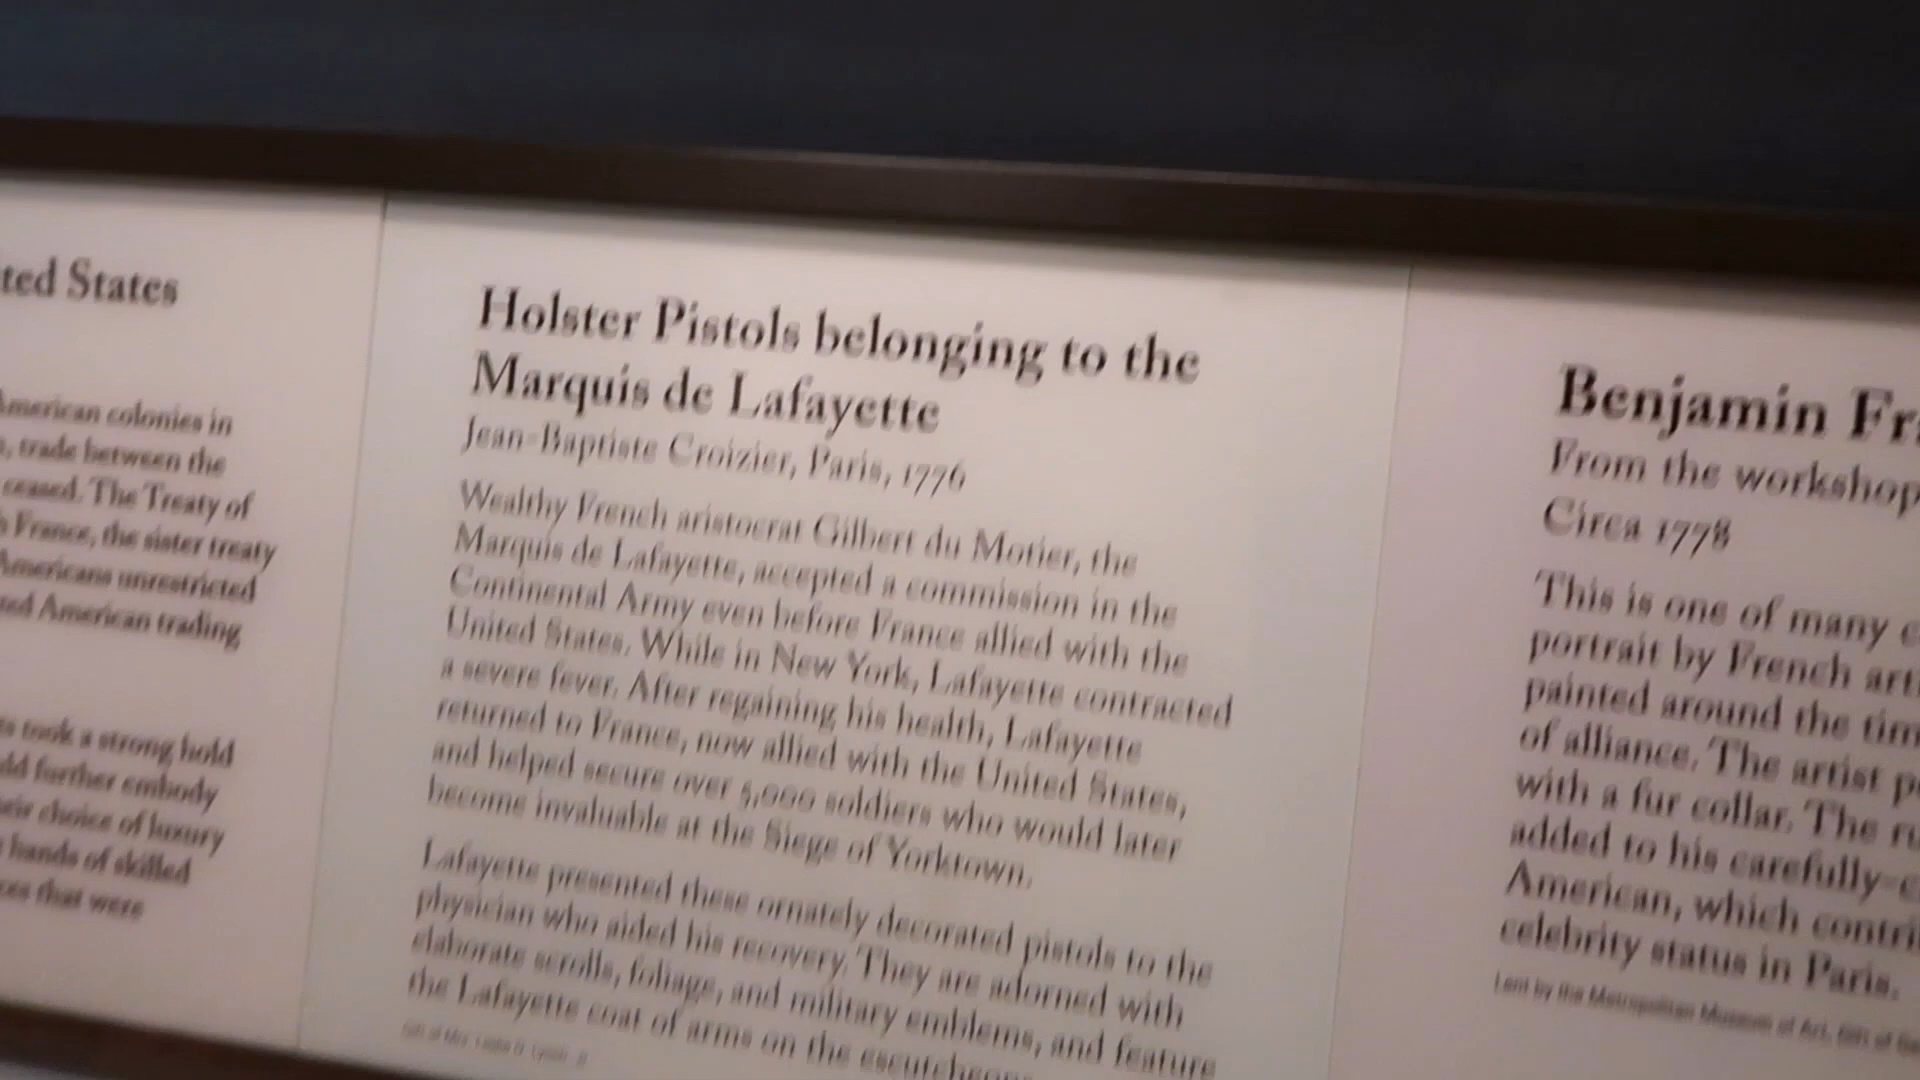 ted States
American colonies in
, trade between the
ceased. The Treaty of
France, the sister treaty
Americans unrestricted
American trading
took a strong hold
further embody
choice of luxury
hands of skilled
that were
Holster Pistols belonging to the
Marquis de Lafayette
Jean-Baptiste Croizier, Paris, 1776
Wealthy French aristocrat Gilbert du Motier, the
Marquis de Lafayette, accepted a commission in the
Continental Army even before France allied with the
United States. While in New York, Lafayette contracted
a severe fever. After regaining his health, Lafayette
returned to France, now allied with the United States,
and helped secure over 5,000 soldiers who would later
become invaluable at the Siege of Yorktown.
Lafayette presented these ornately decorated pistols to the
physician who aided his recovery. They are adorned with
elaborate scrolls, foliage, and military emblems, and feature
the Lafayette coat of arms on the escutcheons
Benjamin Fr
From the workshop
Circa 1778
This is one of many c
portrait by French arti
painted around the tim
of alliance. The artist p
with a fur collar. The ru
added to his carefully-c
American, which contri
celebrity status in Paris.
Lent by the Metropolitan Museum of Art,